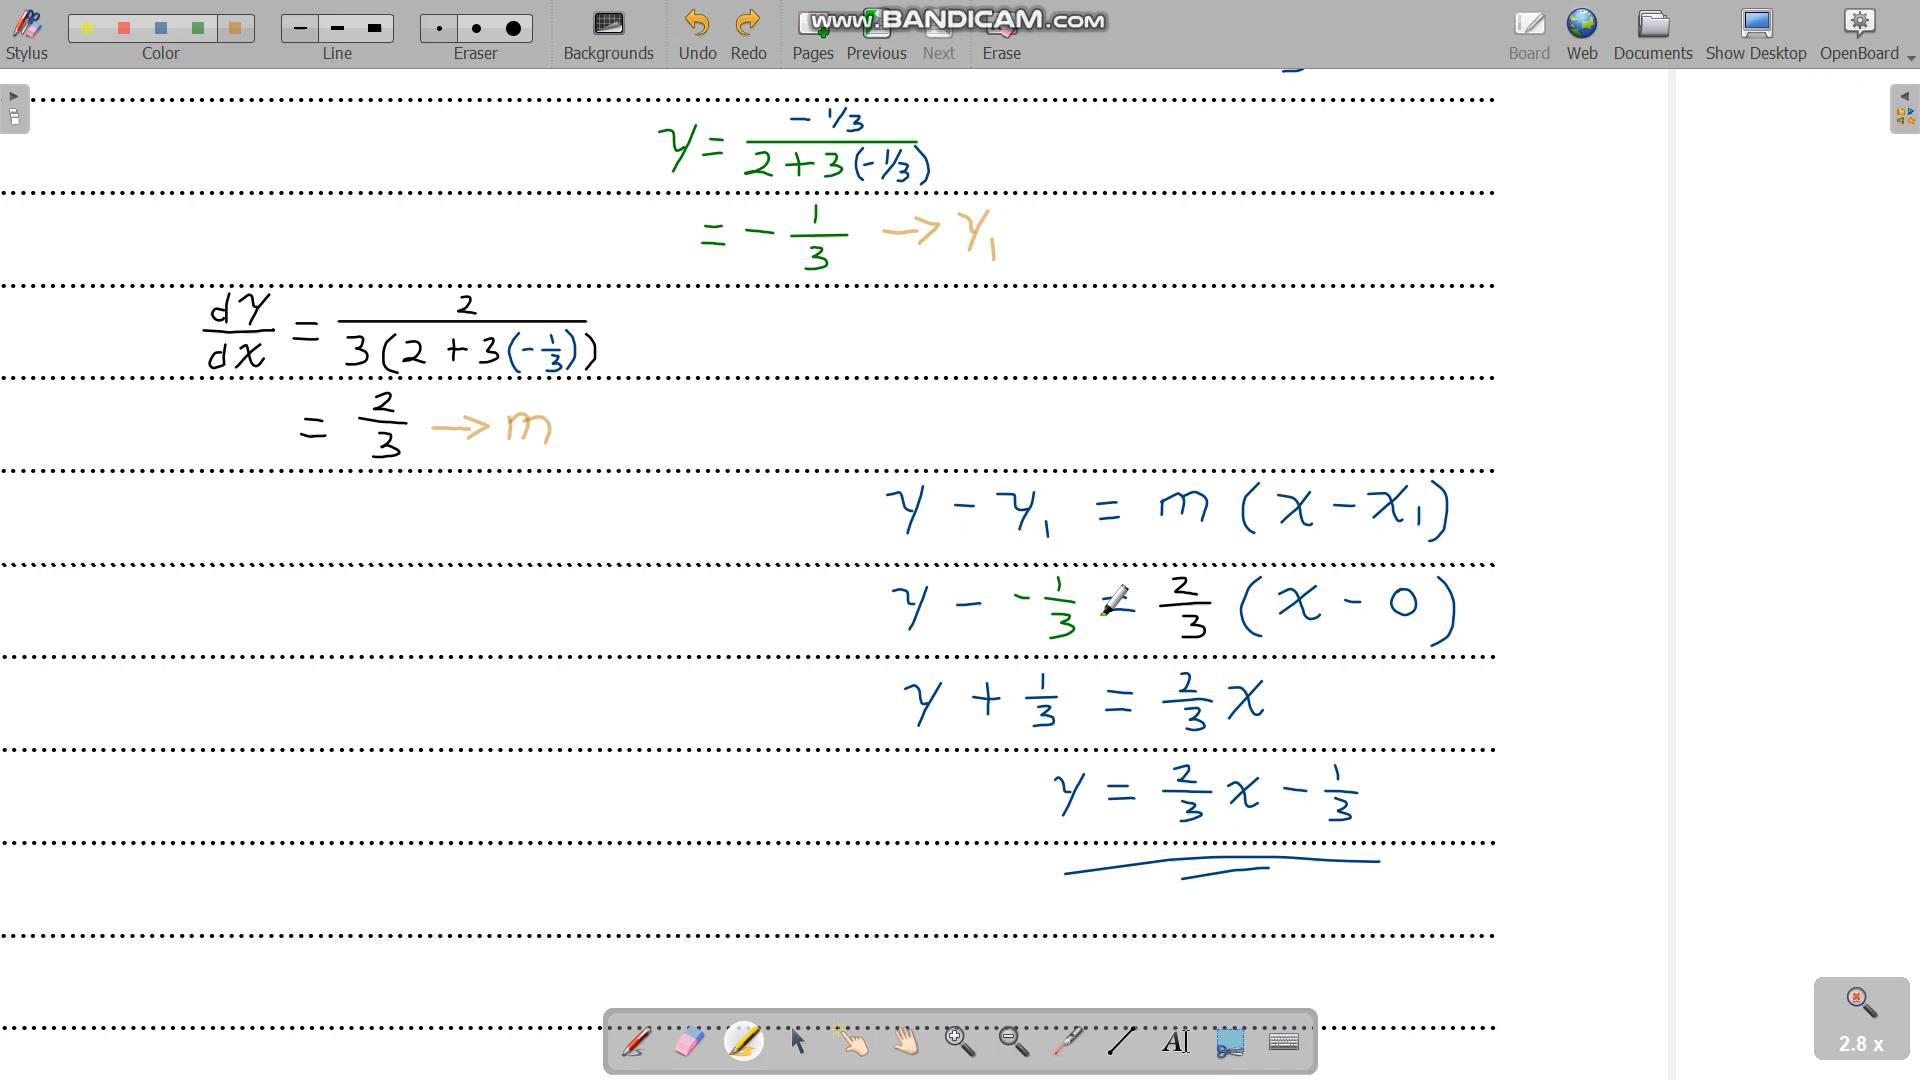 www.BANDICAM.com
Stylus Color Line Eraser Backgrounds Undo Redo Pages Previous Next Erase Board Web Documents Show Desktop OpenBoard
y = (-1/3) / (2 + 3(-1/3))
= - 1/3 → y₁
dy/dx = 2 / (3(2 + 3(-1/3)))
= 2/3 → m
y - y₁ = m (x - x₁)
y - -1/3 = 2/3 (x - 0)
y + 1/3 = 2/3 x
y = 2/3 x - 1/3
2.8 x